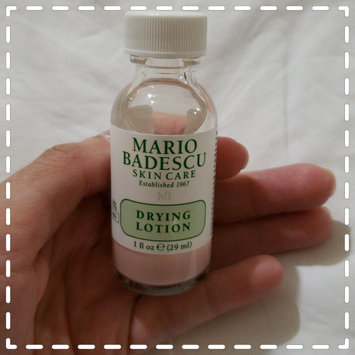 MARIO
BADESCU
SKIN CARE
Established 1967
MB
DRYING
LOTION
1 fl oz ℮ (29 ml)